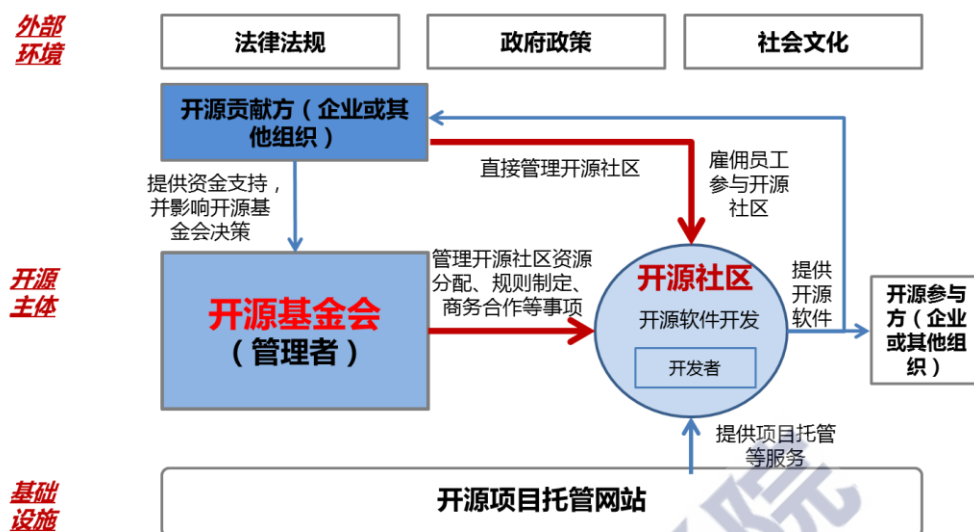 外部
环境
法律法规
政府政策
社会文化
开源贡献方（企业或其
他组织）
直接管理开源社区
雇佣员工
参与开源
社区
提供资金支持，
并影响开源基
金会决策
开源
主体
开源基金会
（管理者）
管理开源社区资源
分配、规则制定、
商务合作等事项
开源社区
开源软件开发
开发者
提供
开源
软件
开源参与
方（企业
或其他组
织）
提供项目托管
等服务
基础
设施
开源项目托管网站
院